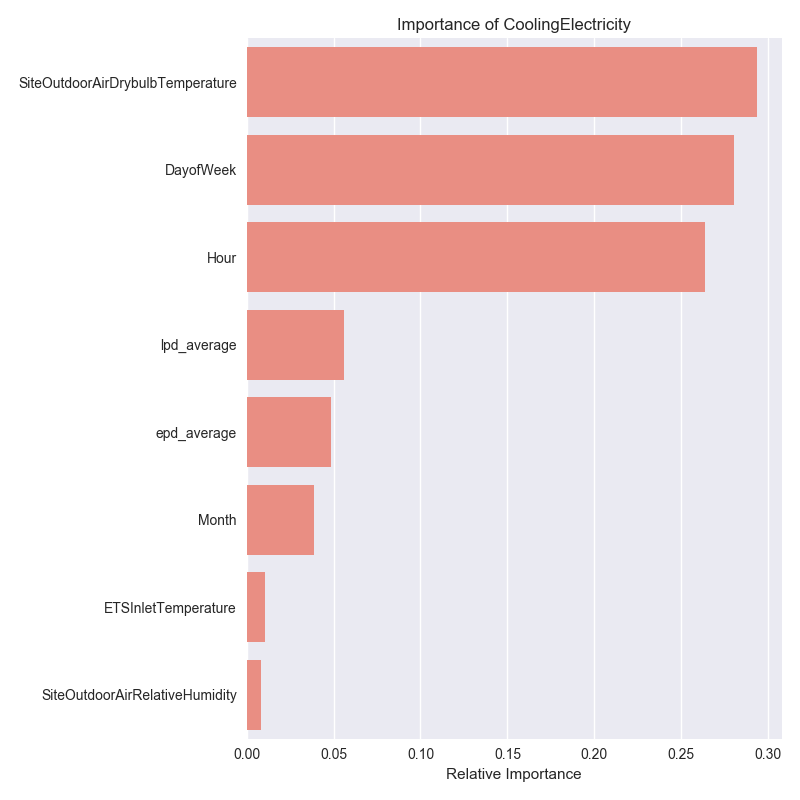 Importance of CoolingElectricity
SiteOutdoorAirDrybulbTemperature
DayofWeek
Hour
lpd_average
epd_average
Month
ETSInletTemperature
SiteOutdoorAirRelativeHumidity
0.00 0.05 0.10 0.15 0.20 0.25 0.30
Relative Importance